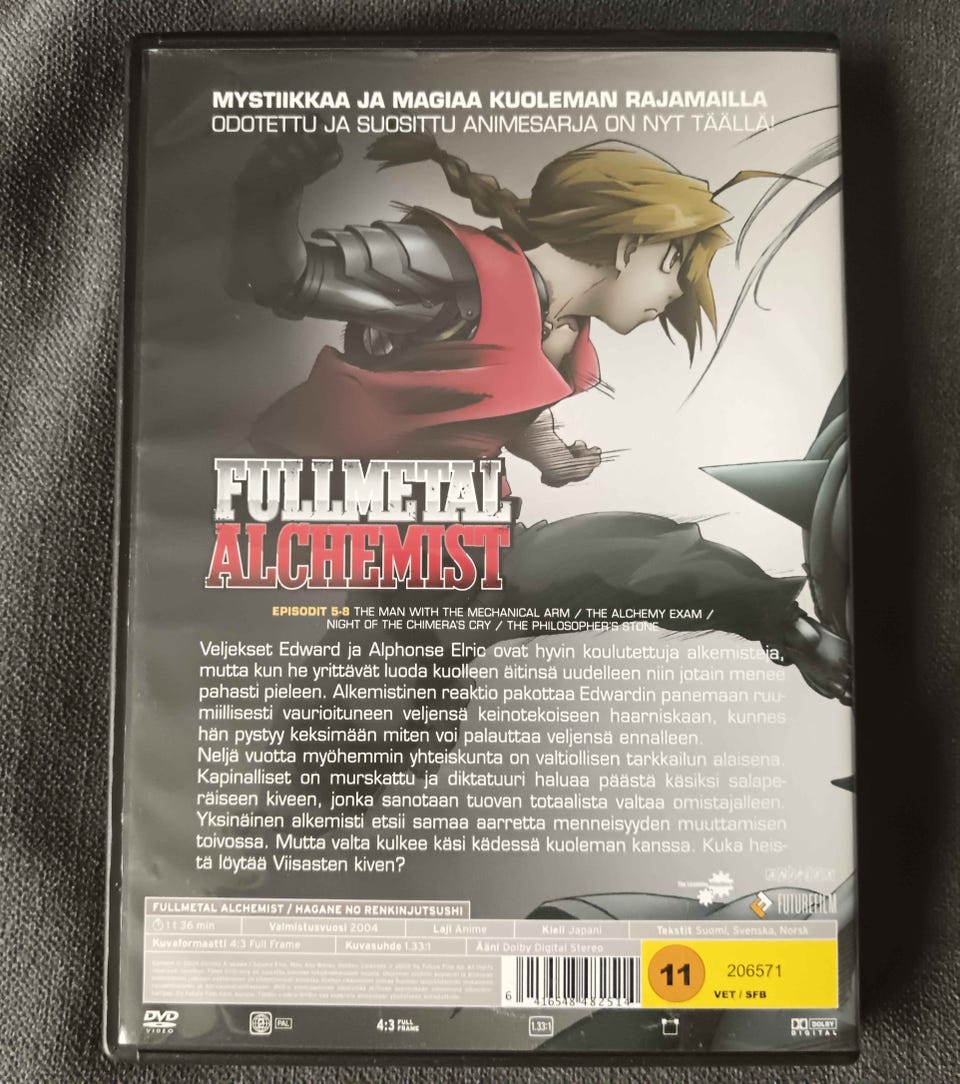 MYSTIIKKAA JA MAGIAA KUOLEMAN RAJAMAILLA
ODOTETTU JA SUOSITTU ANIMESARJA ON NYT TÄÄLLÄ!
FULLMETAL
ALCHEMIST
EPISODIT 5-8 THE MAN WITH THE MECHANICAL ARM / THE ALCHEMY EXAM /
NIGHT OF THE CHIMERA'S CRY / THE PHILOSOPHER'S STONE
Veljekset Edward ja Alphonse Elric ovat hyvin koulutettuja alkemisteja,
mutta kun he yrittävät luoda kuolleen äitinsä uudelleen niin jotain menee
pahasti pieleen. Alkemistinen reaktio pakottaa Edwardin panemaan ruu-
miillisesti vaurioituneen veljensä keinotekoiseen haarniskaan, kunnes
hän pystyy keksimään miten voi palauttaa veljensä ennalleen.
Neljä vuotta myöhemmin yhteiskunta on valtiollisen tarkkailun alaisena.
Kapinalliset on murskattu ja diktatuuri haluaa päästä käsiksi salape-
räiseen kiveen, jonka sanotaan tuovan totaalista valtaa omistajalleen.
Yksinäinen alkemisti etsii samaa aarretta menneisyyden muuttamisen
toivossa. Mutta valta kulkee käsi kädessä kuoleman kanssa. Kuka heis-
tä löytää Viisasten kiven?
FUTUREFILM
FULLMETAL ALCHEMIST / HAGANE NO RENKINJUTSUSHI
1t 36 min Valmistusvuosi 2004 Laji Anime Kieli Japani Tekstit Suomi, Svenska, Norsk
Kuvaformaatti 4:3 Full Frame Kuvasuhde 1.33:1 Ääni Dolby Digital Stereo
6 416548 482514
11 206571
VET / SFB
DVD VIDEO
PAL
4:3 FULL FRAME
1.33:1
DOLBY DIGITAL